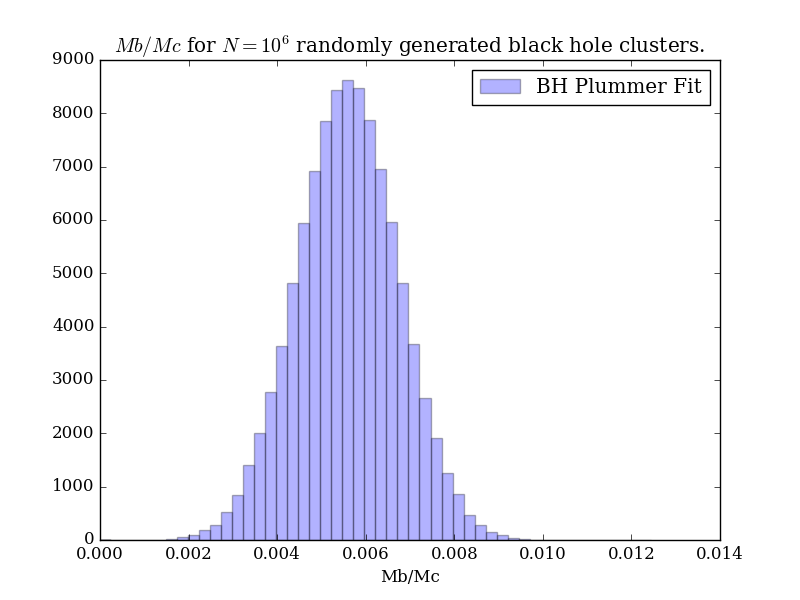 Mb/Mc for N = 10^6 randomly generated black hole clusters.
BH Plummer Fit
9000
8000
7000
6000
5000
4000
3000
2000
1000
0
0.000 0.002 0.004 0.006 0.008 0.010 0.012 0.014
Mb/Mc